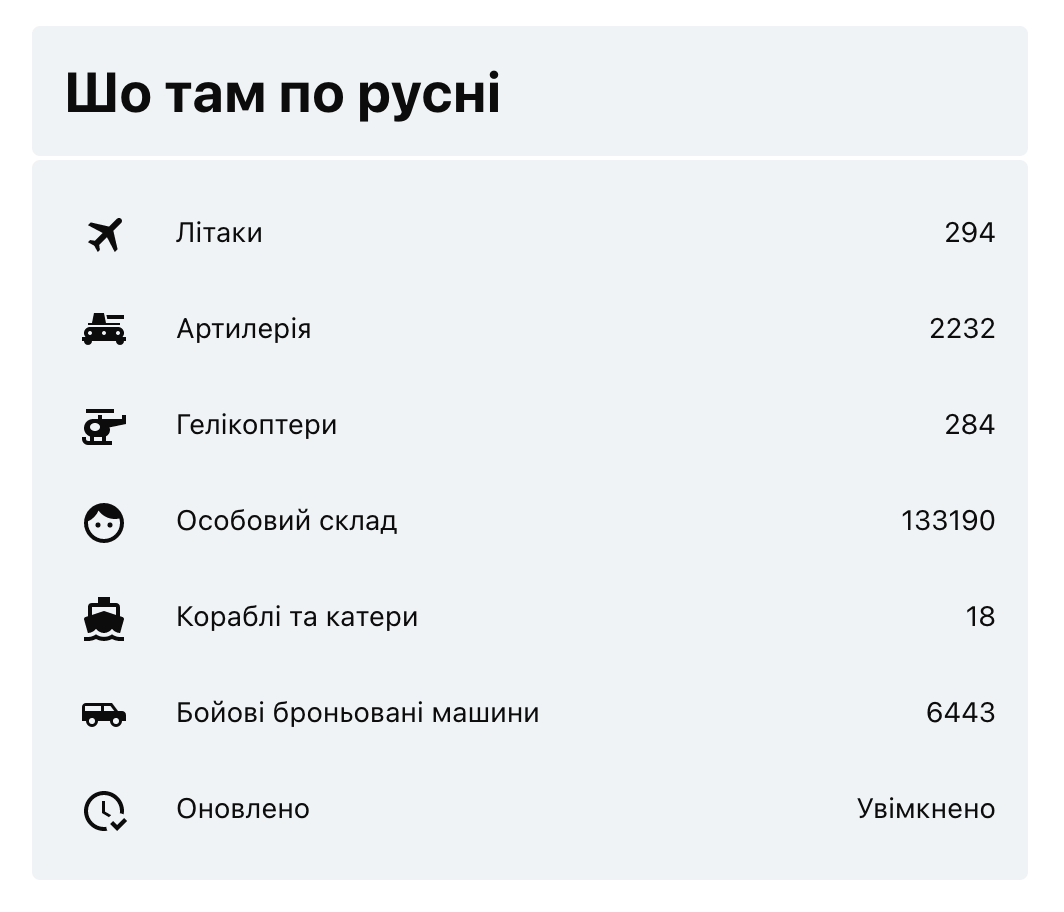 Шо там по русні
Літаки 294
Артилерія 2232
Гелікоптери 284
Особовий склад 133190
Кораблі та катери 18
Бойові броньовані машини 6443
Оновлено Увімкнено